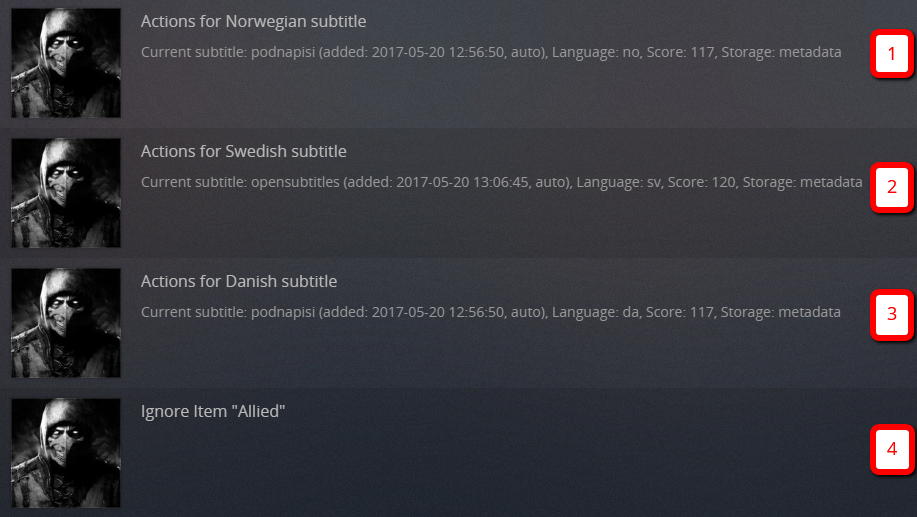 Actions for Norwegian subtitle
Current subtitle: podnapisi (added: 2017-05-20 12:56:50, auto), Language: no, Score: 117, Storage: metadata
1
Actions for Swedish subtitle
Current subtitle: opensubtitles (added: 2017-05-20 13:06:45, auto), Language: sv, Score: 120, Storage: metadata
2
Actions for Danish subtitle
Current subtitle: podnapisi (added: 2017-05-20 12:56:50, auto), Language: da, Score: 117, Storage: metadata
3
Ignore Item "Allied"
4